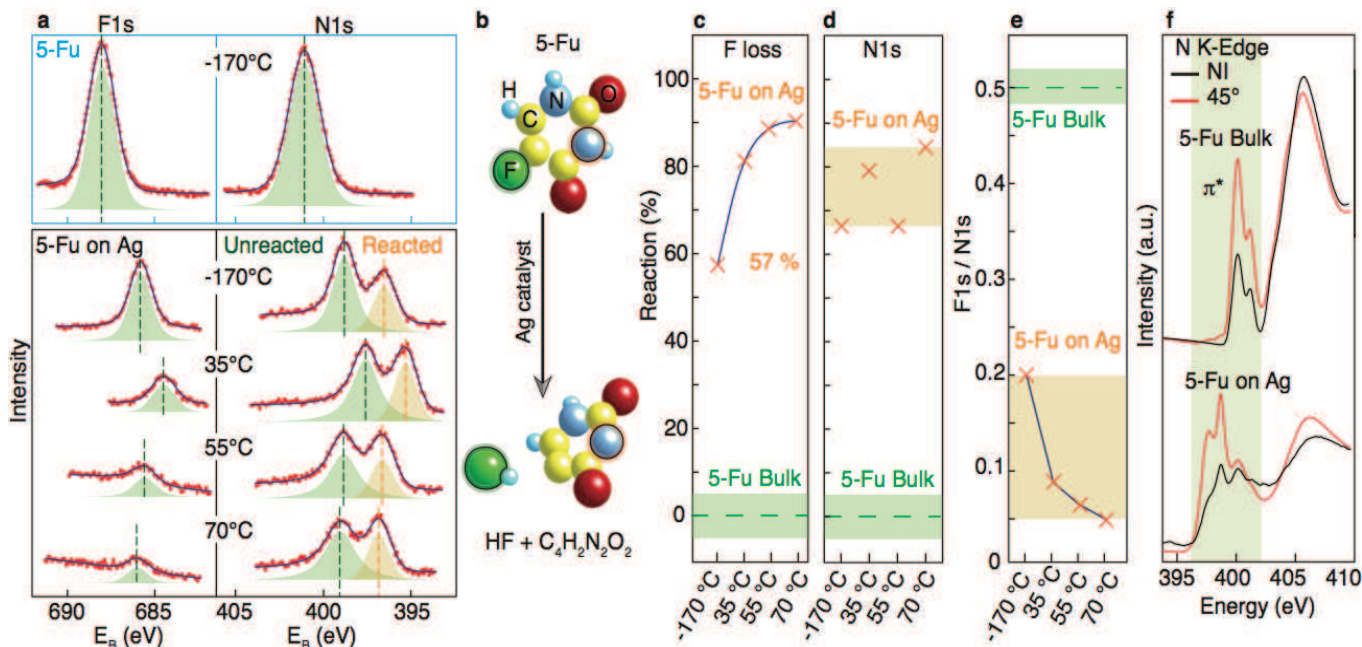 a
F1s
N1s
5-Fu
-170°C
5-Fu on Ag
Unreacted
Reacted
-170°C
35°C
55°C
70°C
Intensity
690
685
405
400
395
E_B (eV)
E_B (eV)
b
5-Fu
H
N
O
C
F
Ag catalyst
HF + C₄H₂N₂O₂
c
F loss
5-Fu on Ag
57 %
5-Fu Bulk
Reaction (%)
100
80
60
40
20
0
-170 °C
35 °C
55 °C
70 °C
d
N1s
5-Fu on Ag
5-Fu Bulk
-170 °C
35 °C
55 °C
70 °C
e
5-Fu Bulk
5-Fu on Ag
F1s / N1s
0.5
0.4
0.3
0.2
0.1
0
-170 °C
35 °C
55 °C
70 °C
f
N K-Edge
NI
45°
5-Fu Bulk
π*
5-Fu on Ag
Intensity (a.u.)
395
400
405
410
Energy (eV)